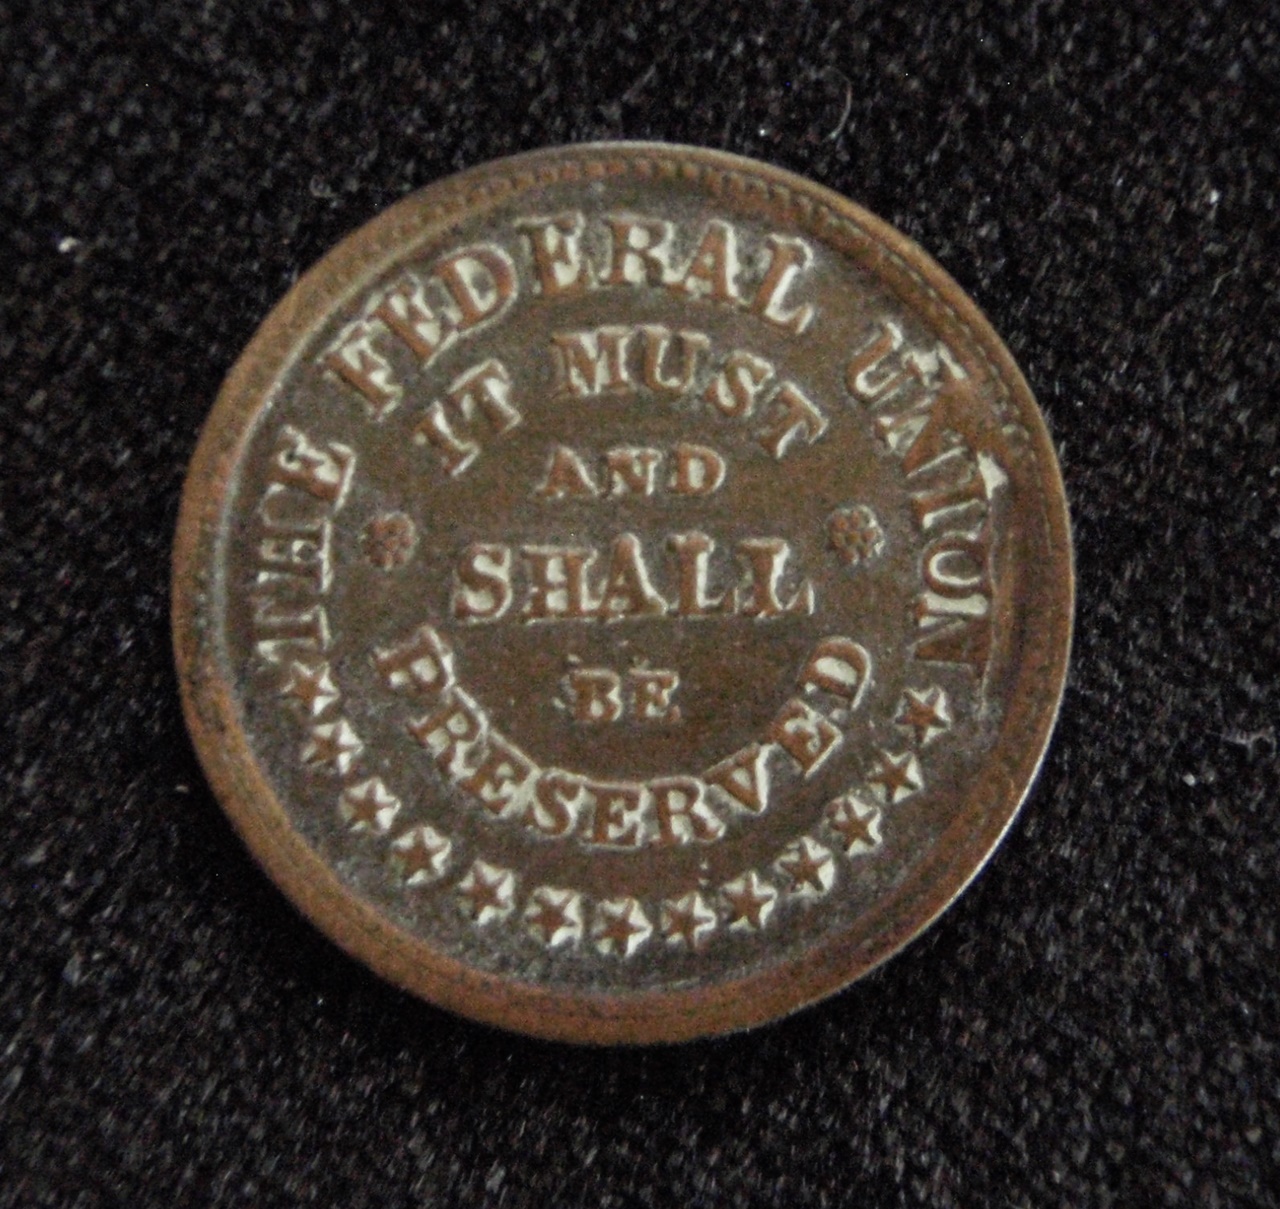 THE FEDERAL UNION
IT MUST
AND
SHALL
BE
PRESERVED